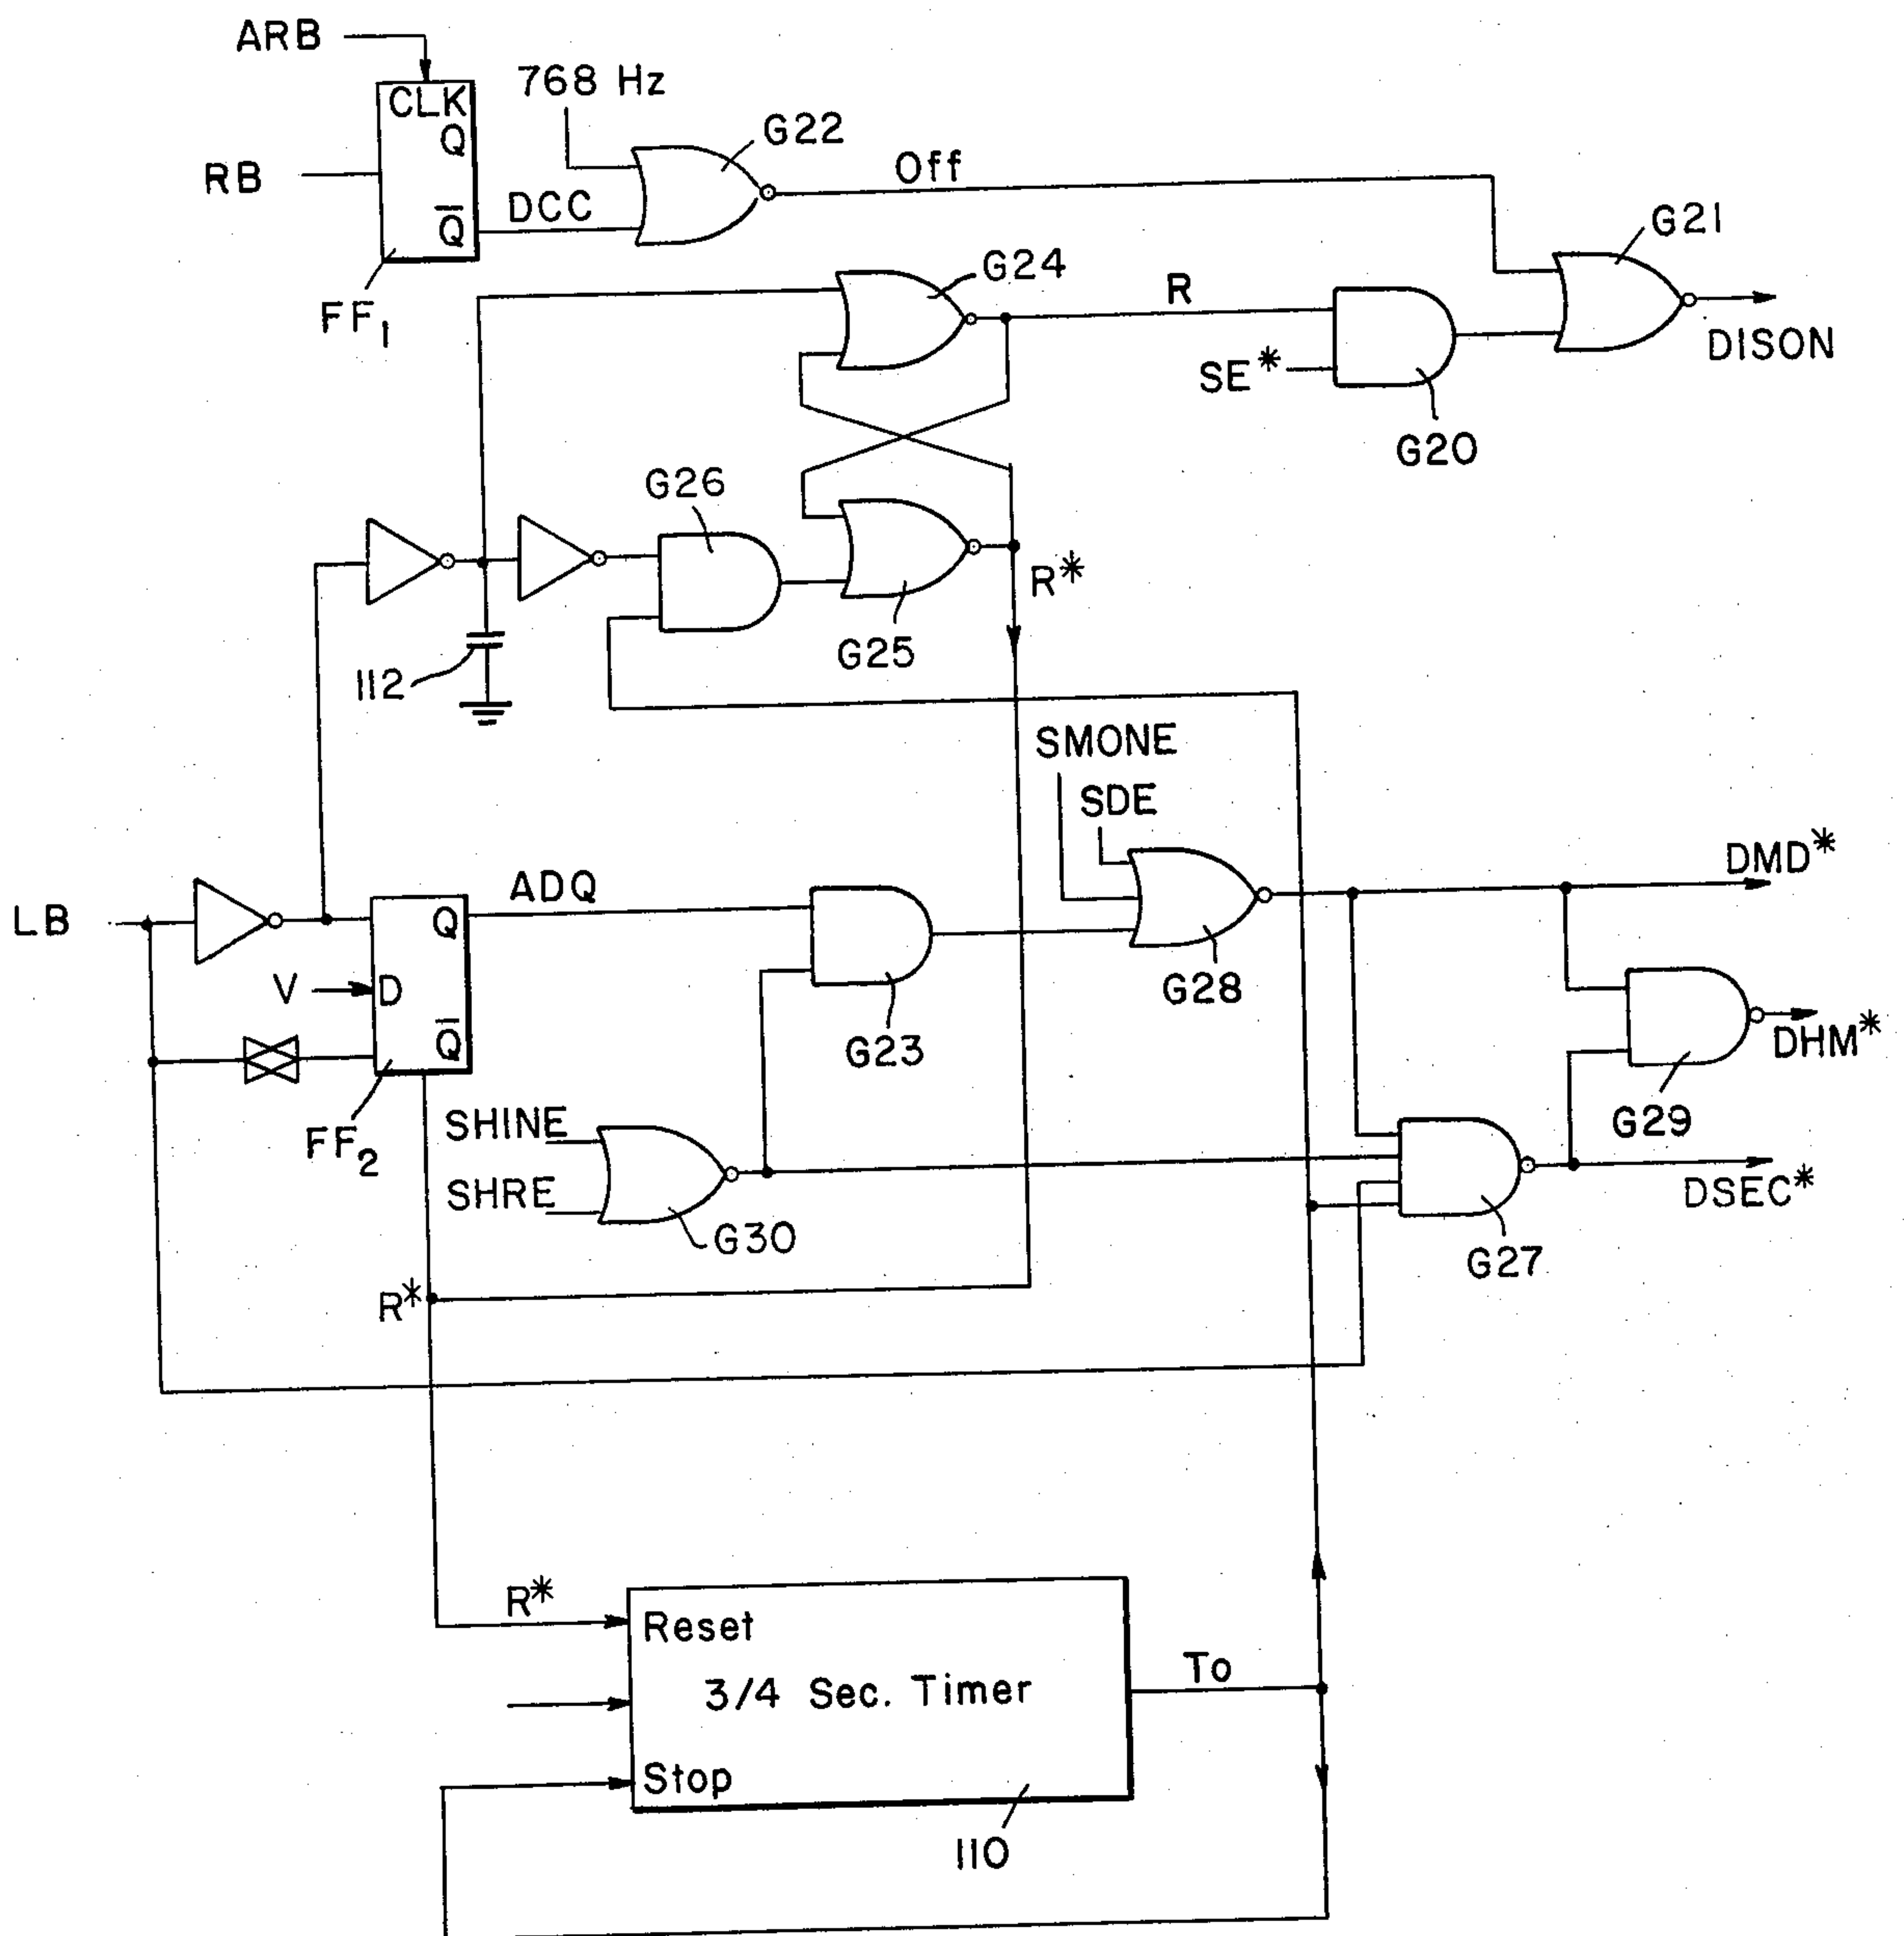 ARB
768 Hz
CLK
Q
G22
RB
Off
DCC
Q̅
G21
FF1
G24
R
DISON
SE*
G20
G26
R*
G25
112
SMONE
SDE
DMD*
ADQ
LB
Q
G28
V
D
DHM*
Q̅
G23
SHINE
G29
FF2
SHRE
DSEC*
G30
G27
R*
R*
Reset
To
3/4 Sec. Timer
Stop
110